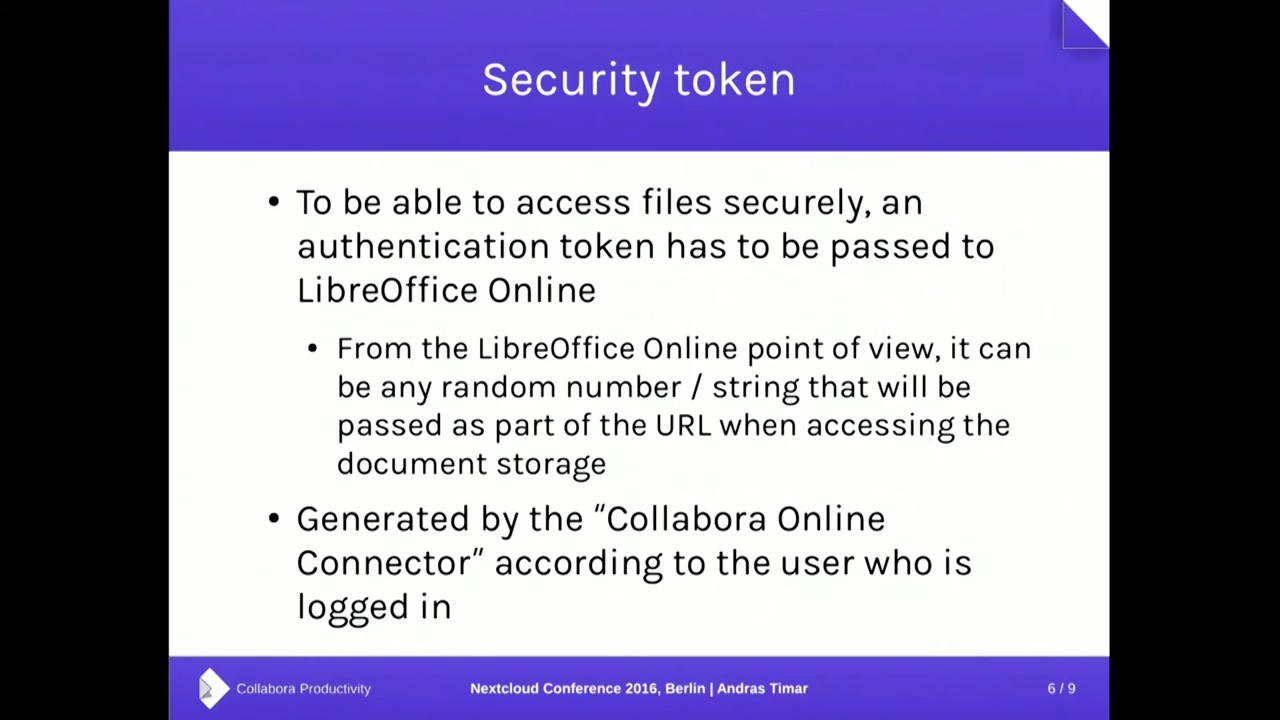 Security token
• To be able to access files securely, an
authentication token has to be passed to
LibreOffice Online
• From the LibreOffice Online point of view, it can
be any random number / string that will be
passed as part of the URL when accessing the
document storage
• Generated by the “Collabora Online
Connector” according to the user who is
logged in
Collabora Productivity
Nextcloud Conference 2016, Berlin | Andras Timar
6 / 9